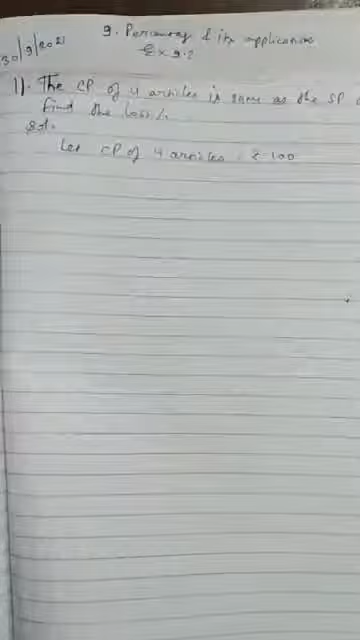 30/9/2021
9. Percentage & its applications
Ex 9.2
11). The CP of 4 articles is same as the SP
find the loss %.
Sol.
Let CP of 4 articles = ₹ 100